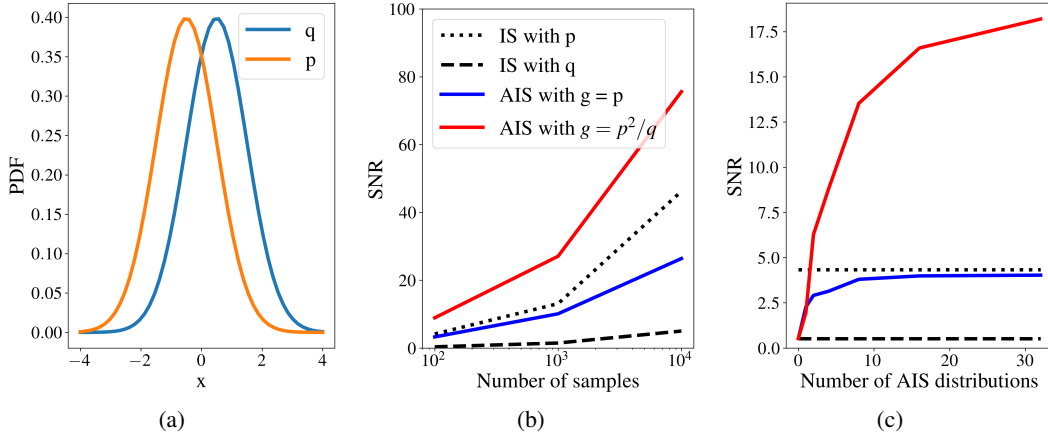 0.40
0.35
0.30
0.25
0.20
0.15
0.10
0.05
0.00
PDF
−4
−2
0
2
4
x
q
p
(a)
100
80
60
40
20
0
SNR
10²
10³
10⁴
Number of samples
IS with p
IS with q
AIS with g = p
AIS with g = p²/q
(b)
17.5
15.0
12.5
10.0
7.5
5.0
2.5
0.0
SNR
0
10
20
30
Number of AIS distributions
(c)